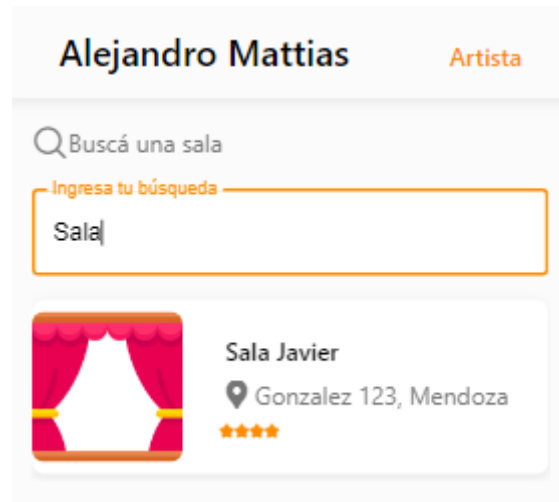 Alejandro Mattias
Artista
Buscá una sala
Ingresa tu búsqueda
Sala
Sala Javier
Gonzalez 123, Mendoza